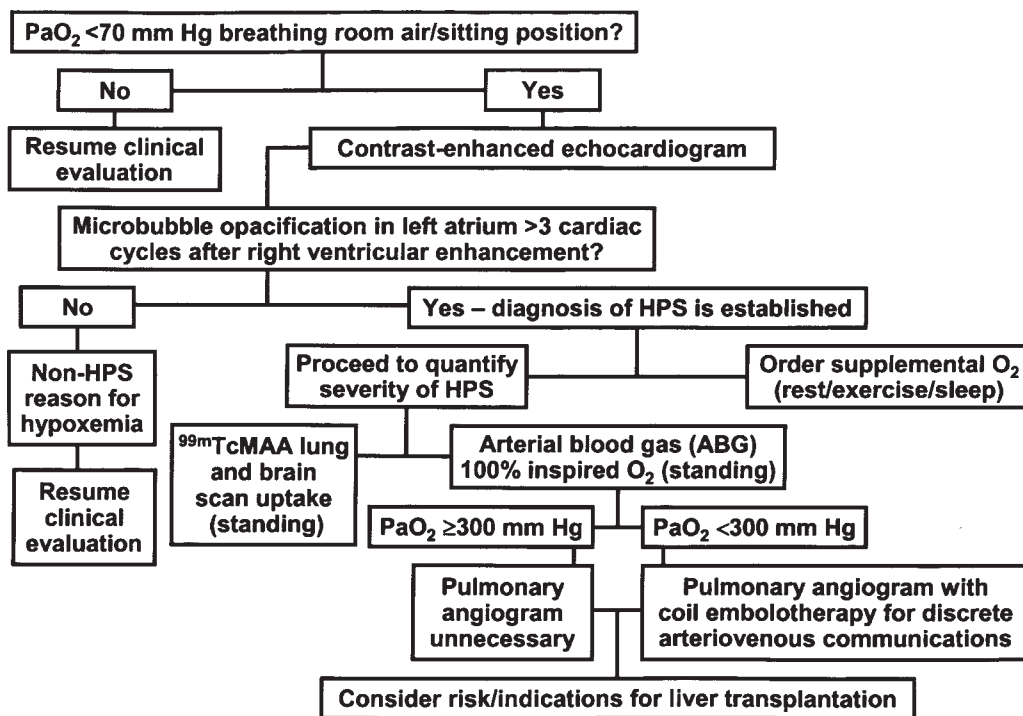 PaO₂ <70 mm Hg breathing room air/sitting position?
No
Yes
Resume clinical
evaluation
Contrast-enhanced echocardiogram
Microbubble opacification in left atrium >3 cardiac
cycles after right ventricular enhancement?
No
Yes – diagnosis of HPS is established
Non-HPS
reason for
hypoxemia
Proceed to quantify
severity of HPS
Order supplemental O₂
(rest/exercise/sleep)
Resume
clinical
evaluation
⁹⁹ᵐTcMAA lung
and brain
scan uptake
(standing)
Arterial blood gas (ABG)
100% inspired O₂ (standing)
PaO₂ ≥300 mm Hg
PaO₂ <300 mm Hg
Pulmonary
angiogram
unnecessary
Pulmonary angiogram with
coil embolotherapy for discrete
arteriovenous communications
Consider risk/indications for liver transplantation